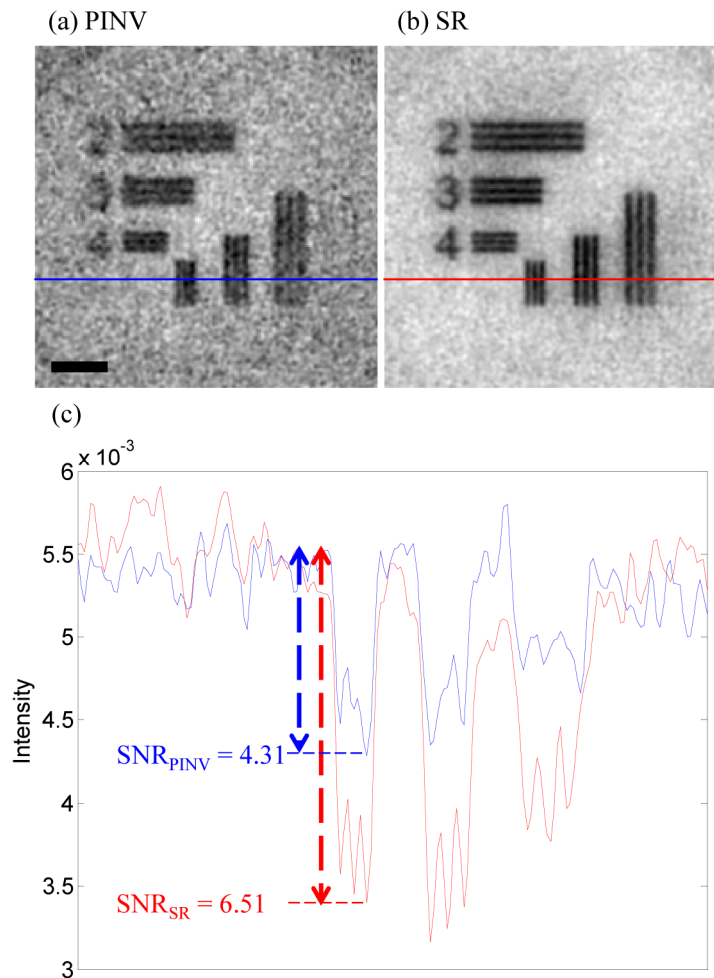 (a) PINV
(b) SR
2
3
4
2
3
4
(c)
6 x 10⁻³
5.5
5
4.5
4
3.5
3
Intensity
SNR_PINV = 4.31
SNR_SR = 6.51